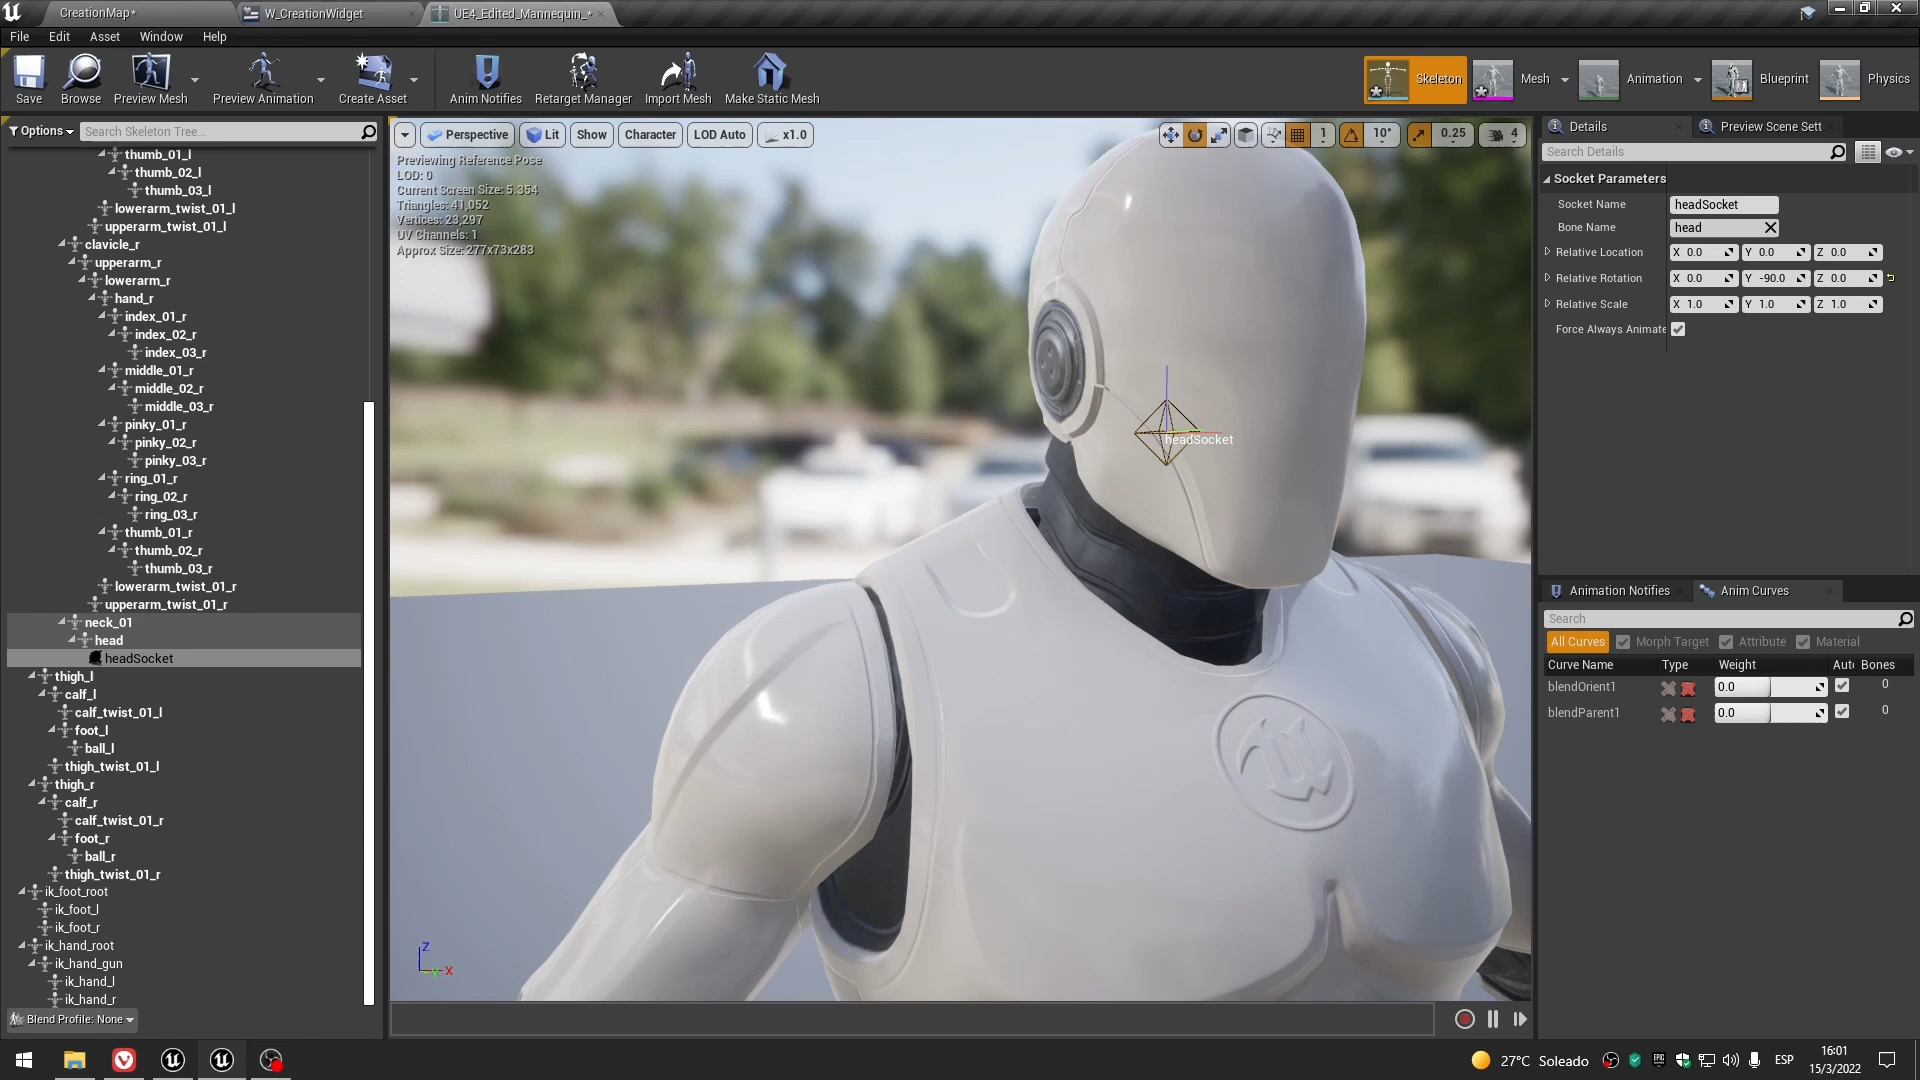 CreationMap*
W_CreationWidget
UE4_Edited_Mannequin_*
File Edit Asset Window Help
Save
Browse
Preview Mesh
Preview Animation
Create Asset
Anim Notifies
Retarget Manager
Import Mesh
Make Static Mesh
Skeleton
Mesh
Animation
Blueprint
Physics
Options
Search Skeleton Tree...
thumb_01_l
thumb_02_l
thumb_03_l
lowerarm_twist_01_l
upperarm_twist_01_l
clavicle_r
upperarm_r
lowerarm_r
hand_r
index_01_r
index_02_r
index_03_r
middle_01_r
middle_02_r
middle_03_r
pinky_01_r
pinky_02_r
pinky_03_r
ring_01_r
ring_02_r
ring_03_r
thumb_01_r
thumb_02_r
thumb_03_r
lowerarm_twist_01_r
upperarm_twist_01_r
neck_01
head
headSocket
thigh_l
calf_l
calf_twist_01_l
foot_l
ball_l
thigh_twist_01_l
thigh_r
calf_r
calf_twist_01_r
foot_r
ball_r
thigh_twist_01_r
ik_foot_root
ik_foot_l
ik_foot_r
ik_hand_root
ik_hand_gun
ik_hand_l
ik_hand_r
Blend Profile: None
Perspective Lit Show Character LOD Auto x1.0
1 10° 0.25 4
Previewing Reference Pose
LOD: 0
Current Screen Size: 5.354
Triangles: 41,052
Vertices: 23,297
UV Channels: 1
Approx Size: 277x73x283
headSocket
Z
X
Details
Preview Scene Sett
Search Details
Socket Parameters
Socket Name headSocket
Bone Name head
Relative Location X 0.0 Y 0.0 Z 0.0
Relative Rotation X 0.0 Y -90.0 Z 0.0
Relative Scale X 1.0 Y 1.0 Z 1.0
Force Always Animate
Animation Notifies
Anim Curves
Search
All Curves Morph Target Attribute Material
Curve Name Type Weight Aut Bones
blendOrient1 0.0 0
blendParent1 0.0 0
27°C Soleado
EPIC
ESP
16:01
15/3/2022